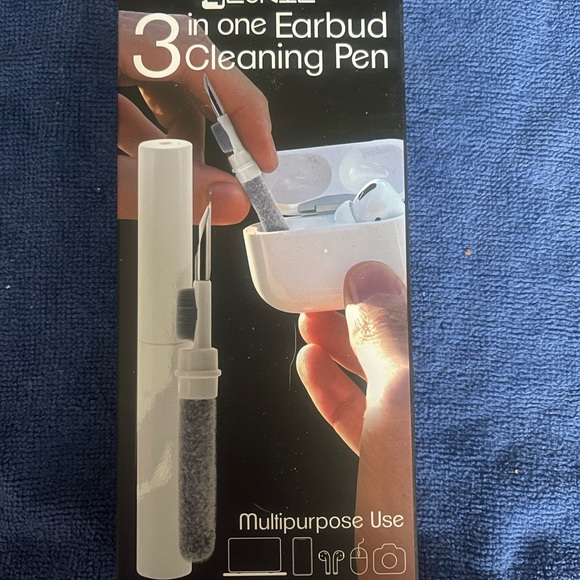 3 in one Earbud
Cleaning Pen
Multipurpose Use